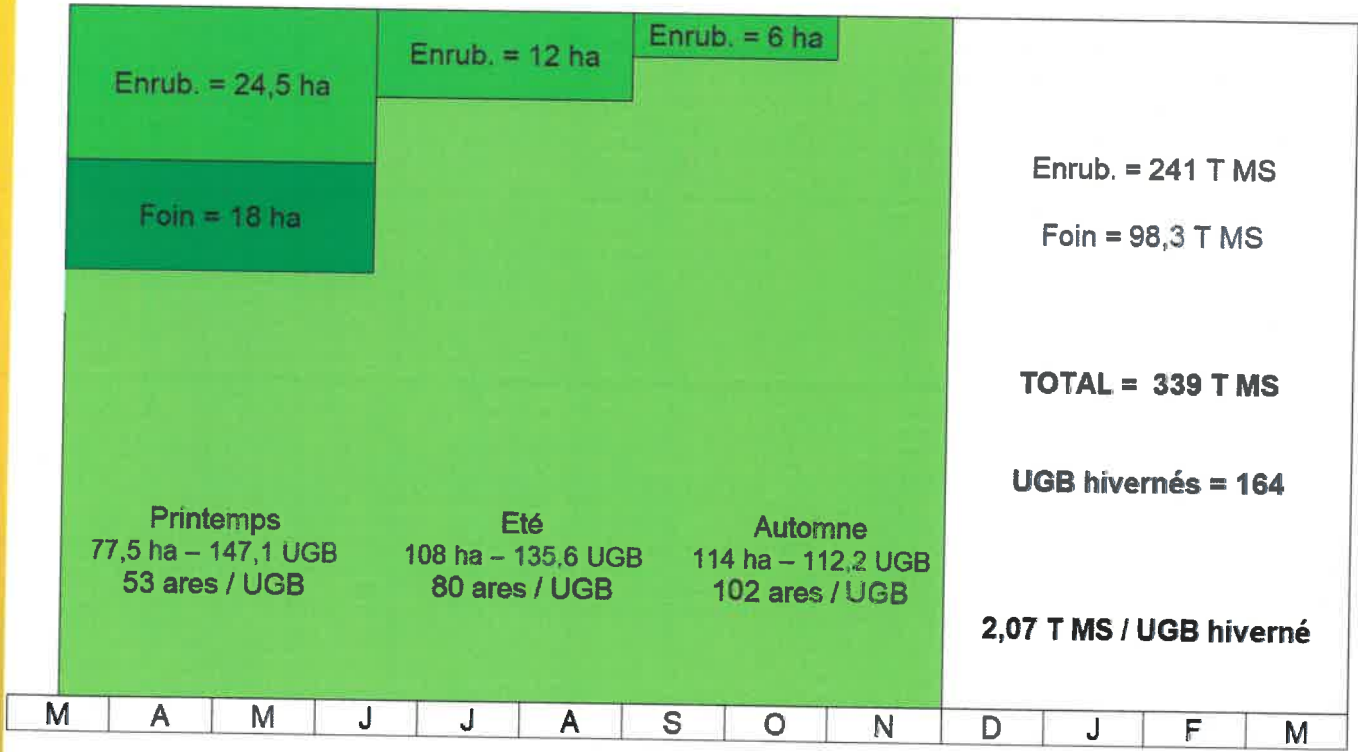 Enrub. = 24,5 ha
Foin = 18 ha
Enrub. = 12 ha
Enrub. = 6 ha
Enrub. = 241 T MS
Foin = 98,3 T MS
TOTAL = 339 T MS
UGB hivernés = 164
2,07 T MS / UGB hiverné
Printemps
77,5 ha – 147,1 UGB
53 ares / UGB
Eté
108 ha – 135,6 UGB
80 ares / UGB
Automne
114 ha – 112,2 UGB
102 ares / UGB
M A M J J A S O N D J F M